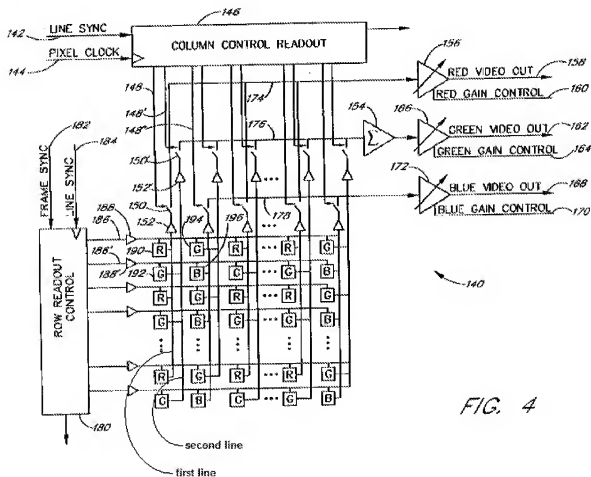 146
LINE SYNC
142
COLUMN CONTROL READOUT
PIXEL CLOCK
144
156
158
RED VIDEO OUT
RED GAIN CONTROL 160
148
148'
148"
174
176
154
Σ
166
162
GREEN VIDEO OUT
GREEN GAIN CONTROL
164
182
184
FRAME SYNC
LINE SYNC
150'
152'
172
168
BLUE VIDEO OUT
BLUE GAIN CONTROL
170
150
152
194
196
178
188
186
190
186'
188'
192
ROW READOUT CONTROL
R G R G R G
G B G B G B
R G R G R G
G B G B G B
R G R G R G
G B G B G B
140
180
second line
first line
FIG. 4